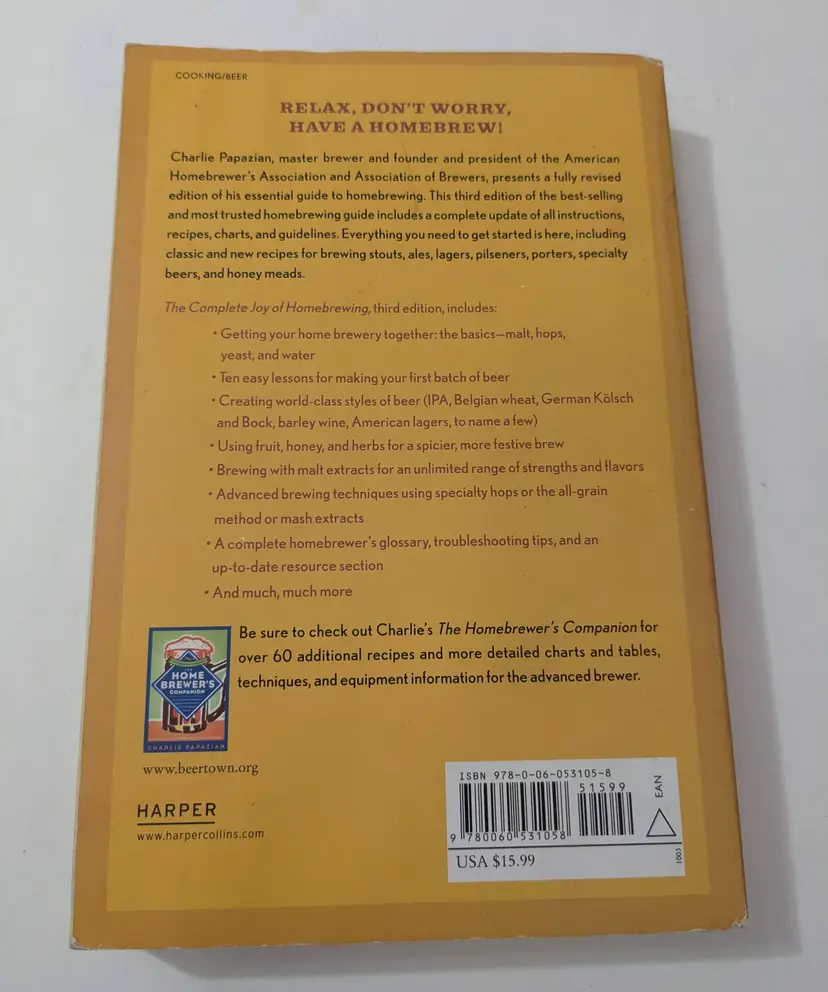 COOKING/BEER
RELAX, DON'T WORRY,
HAVE A HOMEBREW!
Charlie Papazian, master brewer and founder and president of the American
Homebrewer's Association and Association of Brewers, presents a fully revised
edition of his essential guide to homebrewing. This third edition of the best-selling
and most trusted homebrewing guide includes a complete update of all instructions,
recipes, charts, and guidelines. Everything you need to get started is here, including
classic and new recipes for brewing stouts, ales, lagers, pilseners, porters, specialty
beers, and honey meads.
The Complete Joy of Homebrewing, third edition, includes:
• Getting your home brewery together: the basics—malt, hops,
yeast, and water
• Ten easy lessons for making your first batch of beer
• Creating world-class styles of beer (IPA, Belgian wheat, German Kölsch
and Bock, barley wine, American lagers, to name a few)
• Using fruit, honey, and herbs for a spicier, more festive brew
• Brewing with malt extracts for an unlimited range of strengths and flavors
• Advanced brewing techniques using specialty hops or the all-grain
method or mash extracts
• A complete homebrewer's glossary, troubleshooting tips, and an
up-to-date resource section
• And much, much more
Be sure to check out Charlie's The Homebrewer's Companion for
over 60 additional recipes and more detailed charts and tables,
techniques, and equipment information for the advanced brewer.
THE
HOME
BREWER'S
COMPANION
CHARLIE PAPAZIAN
www.beertown.org
HARPER
www.harpercollins.com
ISBN 978-0-06-053105-8
51599
EAN
9 780060 531058
USA $15.99
1003